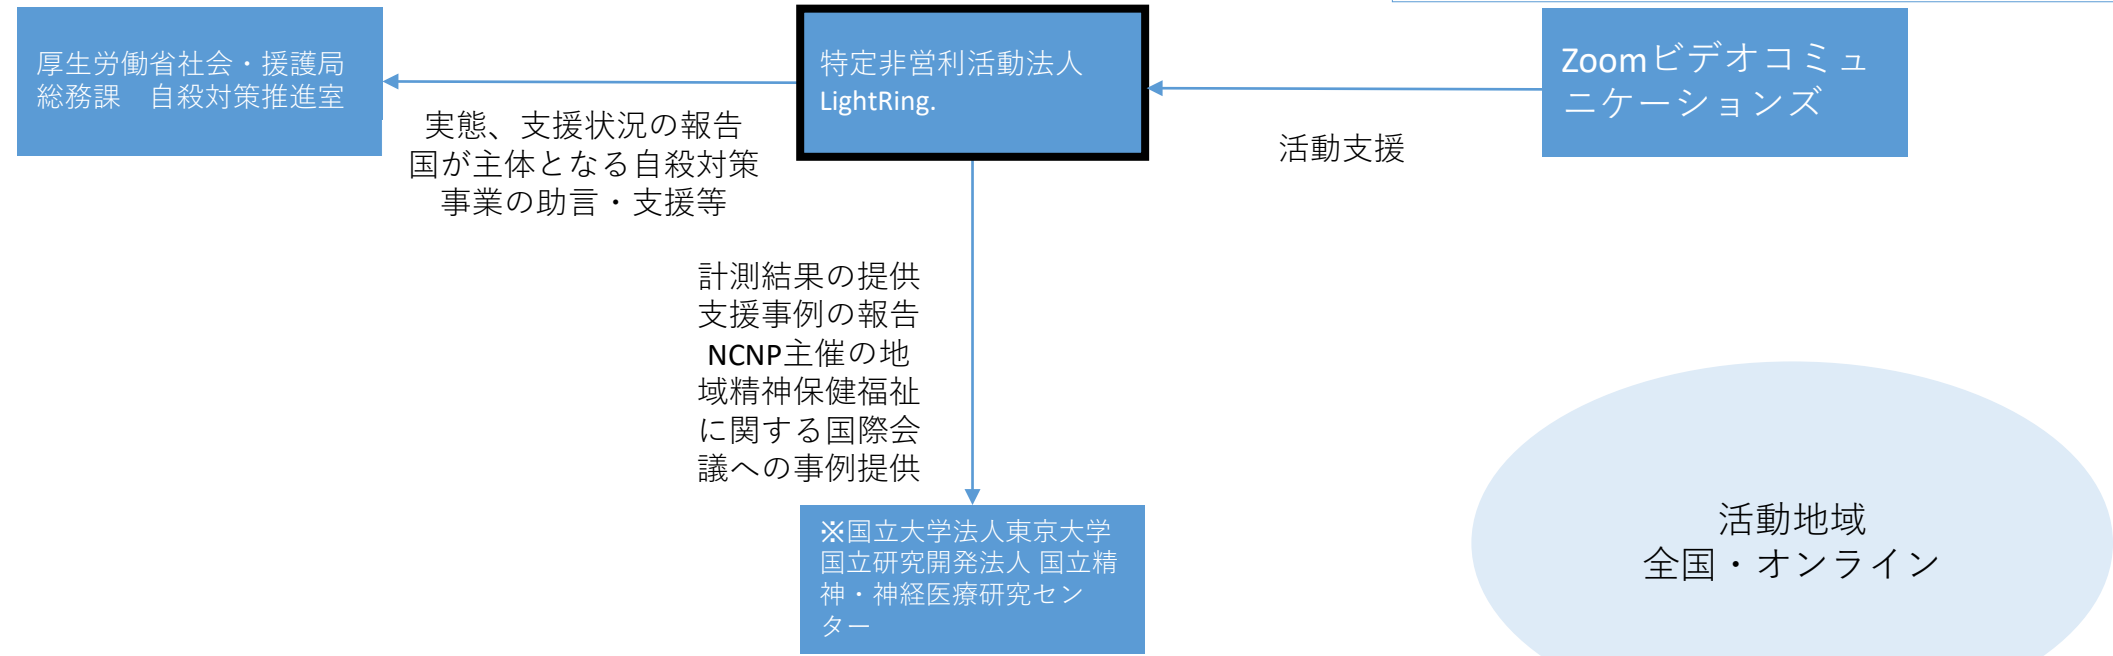 厚生労働省社会・援護局
総務課　自殺対策推進室
実態、支援状況の報告
国が主体となる自殺対策
事業の助言・支援等
特定非営利活動法人
LightRing.
活動支援
Zoomビデオコミュ
ニケーションズ
計測結果の提供
支援事例の報告
NCNP主催の地
域精神保健福祉
に関する国際会
議への事例提供
※国立大学法人東京大学
国立研究開発法人 国立精
神・神経医療研究セン
ター
活動地域
全国・オンライン